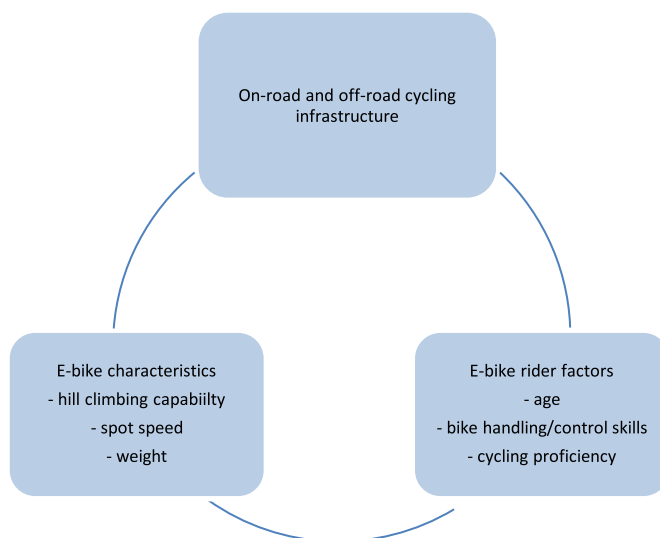 On-road and off-road cycling
infrastructure
E-bike characteristics
- hill climbing capabiilty
- spot speed
- weight
E-bike rider factors
- age
- bike handling/control skills
- cycling proficiency